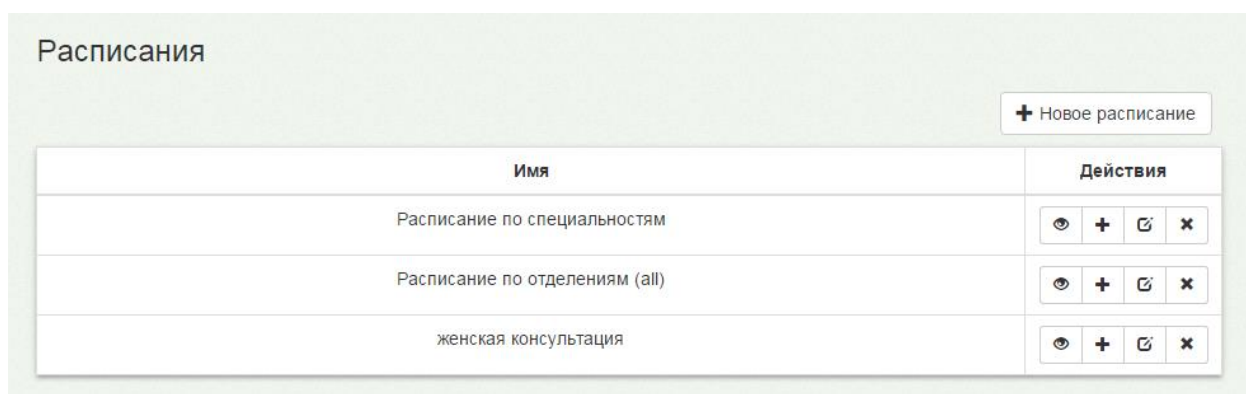 Расписания
Новое расписание
Имя Действия
Расписание по специальностям
Расписание по отделениям (all)
женская консультация